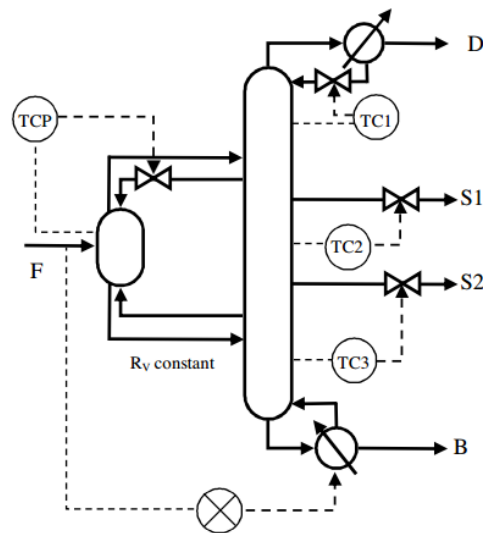 D
TCP
TC1
S1
TC2
F
S2
TC3
R_V constant
B